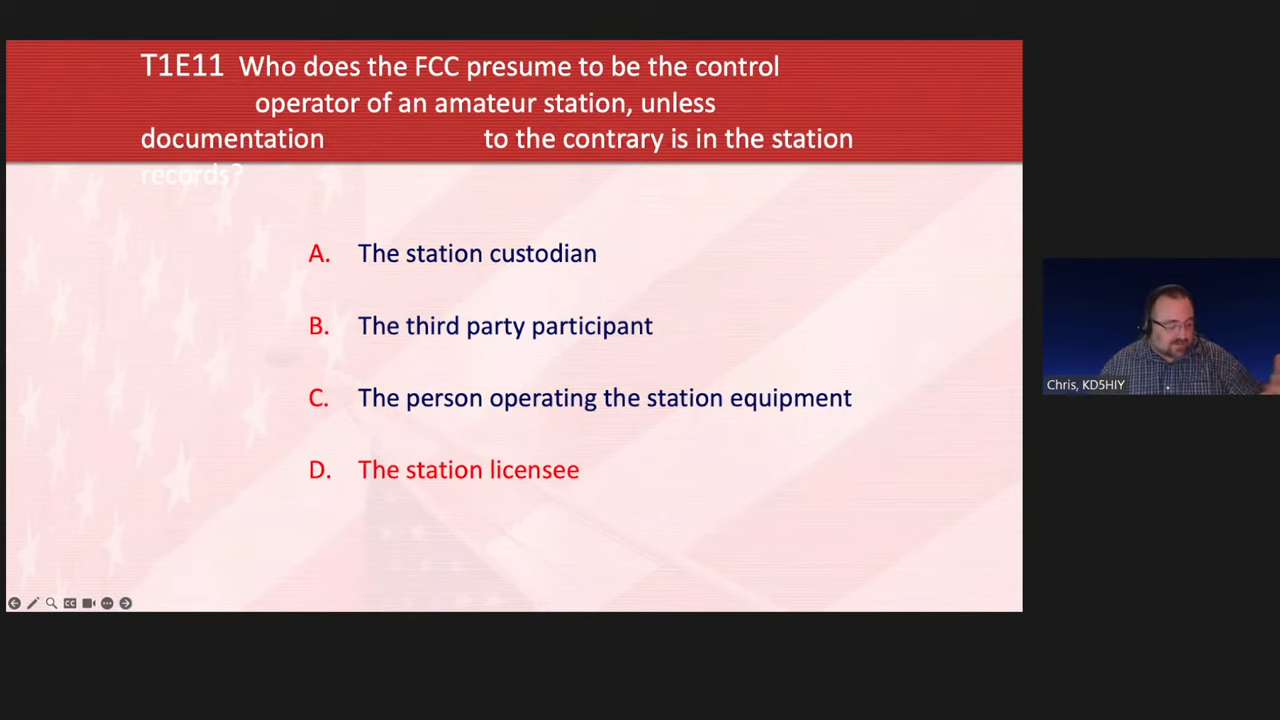 T1E11 Who does the FCC presume to be the control
operator of an amateur station, unless
documentation to the contrary is in the station
records?
A. The station custodian
B. The third party participant
C. The person operating the station equipment
D. The station licensee
Chris, KD5HIY
CC